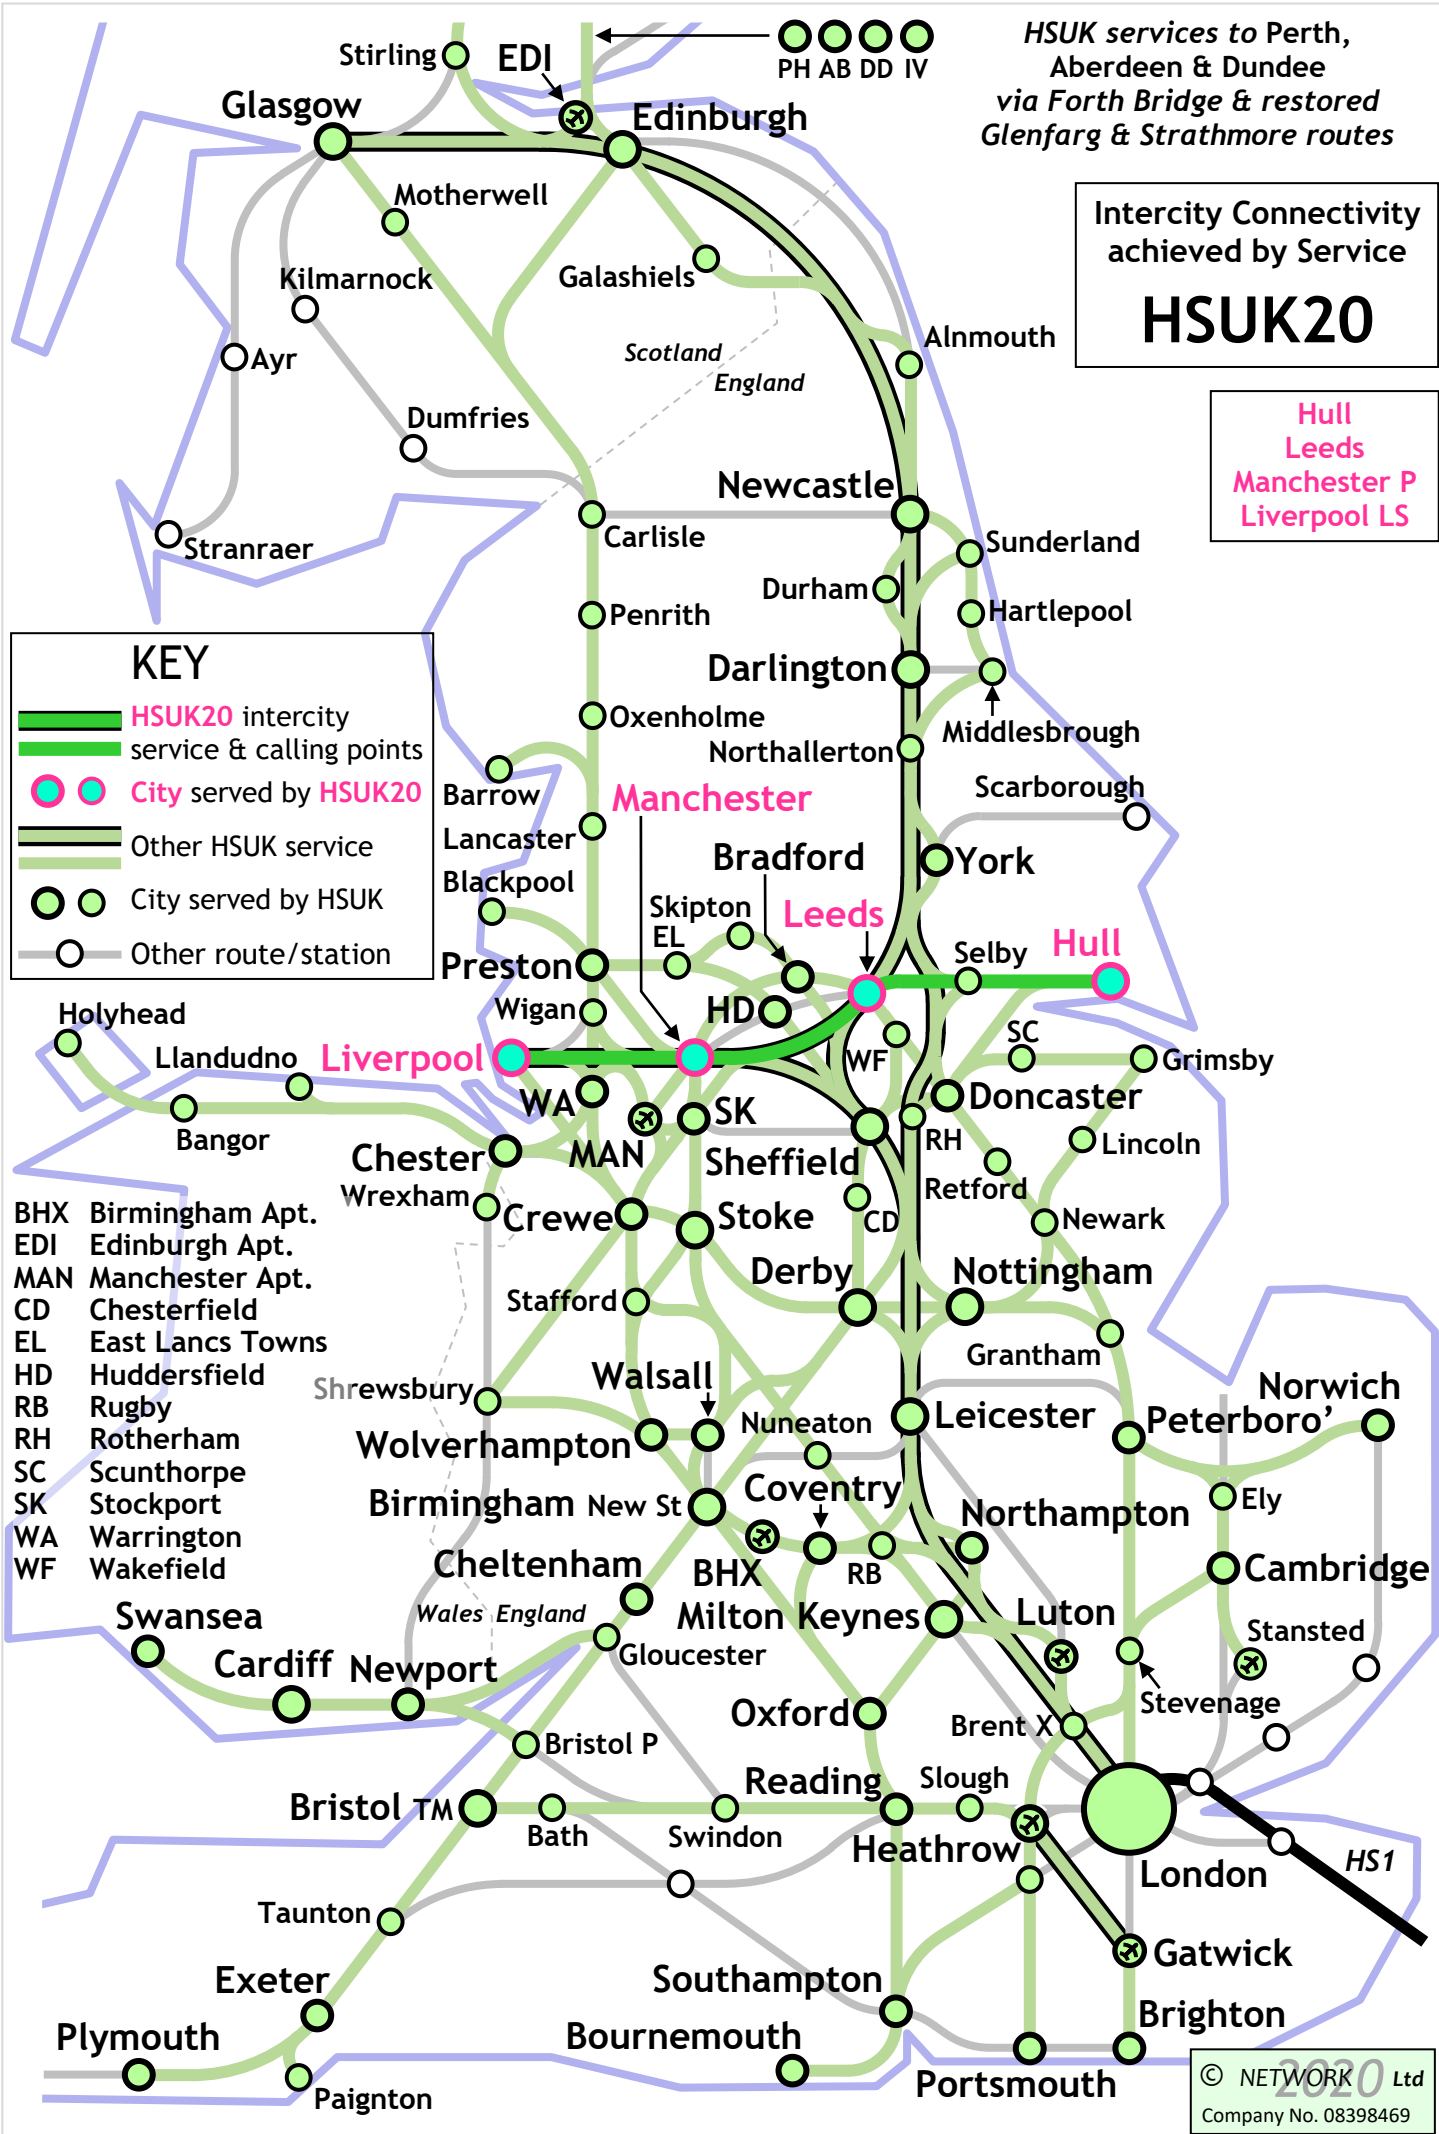 HSUK services to Perth,
Aberdeen & Dundee
via Forth Bridge & restored
Glenfarg & Strathmore routes
PH AB DD IV
Stirling
EDI
Glasgow
Edinburgh
Intercity Connectivity
achieved by Service
HSUK20
Motherwell
Kilmarnock
Galashiels
Ayr
Scotland
England
Alnmouth
Hull
Leeds
Manchester P
Liverpool LS
Dumfries
Newcastle
Carlisle
Stranraer
Sunderland
Durham
Hartlepool
Penrith
Darlington
Middlesbrough
Oxenholme
Northallerton
KEY
HSUK20 intercity
service & calling points
City served by HSUK20
Other HSUK service
City served by HSUK
Other route/station
Barrow
Manchester
Scarborough
Lancaster
Bradford
York
Blackpool
Skipton
EL
Leeds
Selby
Hull
Preston
Wigan
HD
Holyhead
Llandudno
Liverpool
WF
SC
Grimsby
WA
SK
Doncaster
Bangor
MAN
RH
Lincoln
Chester
Sheffield
Retford
Wrexham
Crewe
Stoke
CD
Newark
BHX Birmingham Apt.
EDI Edinburgh Apt.
MAN Manchester Apt.
CD Chesterfield
EL East Lancs Towns
HD Huddersfield
RB Rugby
RH Rotherham
SC Scunthorpe
SK Stockport
WA Warrington
WF Wakefield
Derby
Nottingham
Stafford
Grantham
Walsall
Shrewsbury
Norwich
Nuneaton
Leicester
Peterboro’
Wolverhampton
Coventry
Birmingham New St
Northampton
Ely
Cheltenham
BHX
RB
Cambridge
Wales England
Milton Keynes
Luton
Swansea
Stansted
Gloucester
Cardiff
Newport
Stevenage
Oxford
Brent X
Bristol P
Reading
Slough
Bristol TM
Bath
Swindon
Heathrow
London
HS1
Taunton
Gatwick
Exeter
Southampton
Brighton
Plymouth
Bournemouth
Portsmouth
Paignton
© NETWORK 2020 Ltd
Company No. 08398469